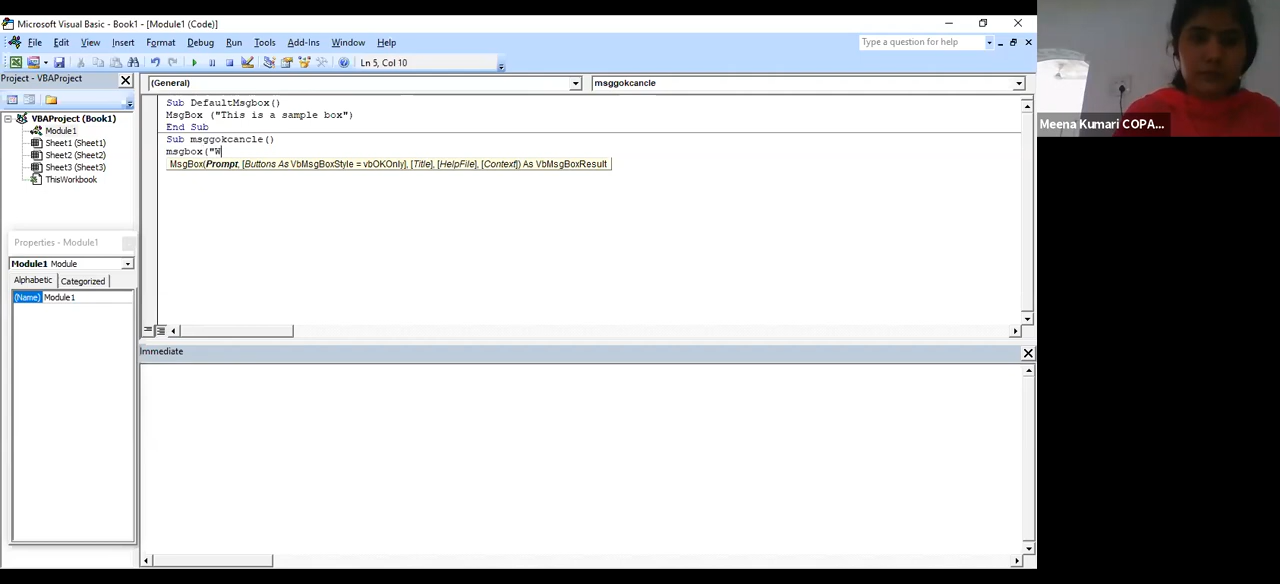 Microsoft Visual Basic - Book1 - [Module1 (Code)]
File Edit View Insert Format Debug Run Tools Add-Ins Window Help
Type a question for help
Ln 5, Col 10
Project - VBAProject
(General)
msggokcancle
VBAProject (Book1)
Module1
Sheet1 (Sheet1)
Sheet2 (Sheet2)
Sheet3 (Sheet3)
ThisWorkbook
Sub DefaultMsgbox()
MsgBox ("This is a sample box")
End Sub
Sub msggokcancle()
msgbox("W
MsgBox(Prompt, [Buttons As VbMsgBoxStyle = vbOKOnly], [Title], [HelpFile], [Context]) As VbMsgBoxResult
Properties - Module1
Module1 Module
Alphabetic Categorized
(Name) Module1
Immediate
Meena Kumari COPA...